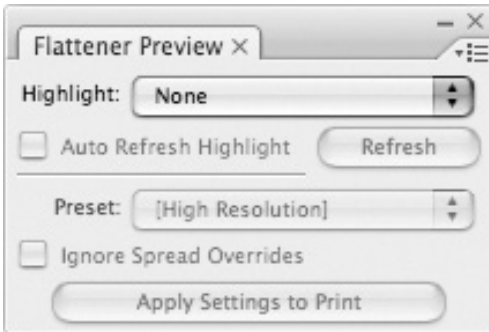 Flattener Preview
Highlight: None
Auto Refresh Highlight Refresh
Preset: [High Resolution]
Ignore Spread Overrides
Apply Settings to Print